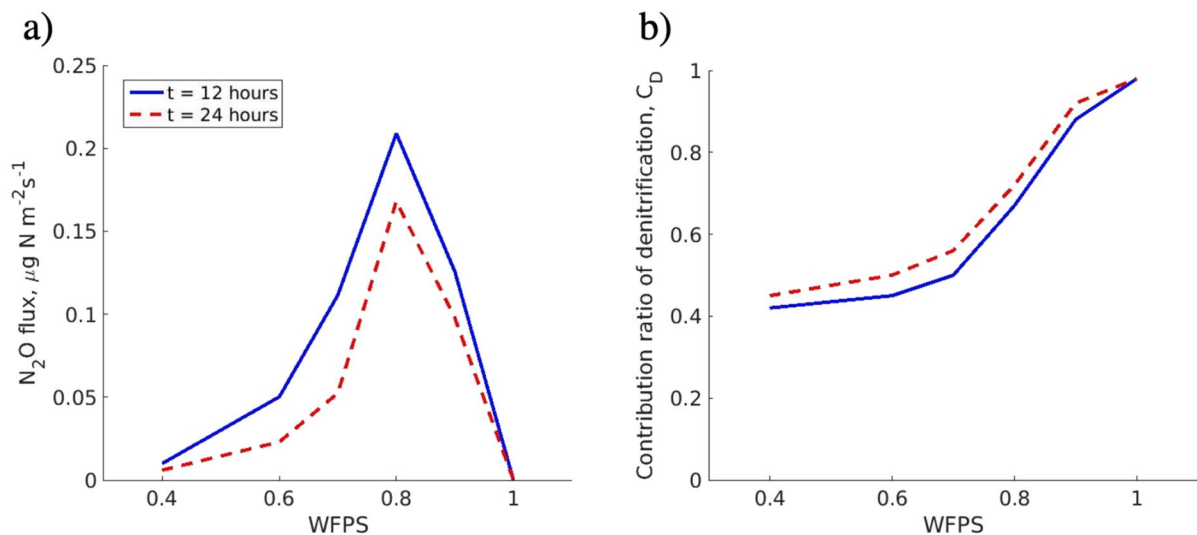 a)
0.25
0.2
0.15
0.1
0.05
0
N₂O flux, μg N m⁻²s⁻¹
t = 12 hours
t = 24 hours
0.4 0.6 0.8 1
WFPS
b)
1
0.8
0.6
0.4
0.2
0
Contribution ratio of denitrification, C_D
0.4 0.6 0.8 1
WFPS